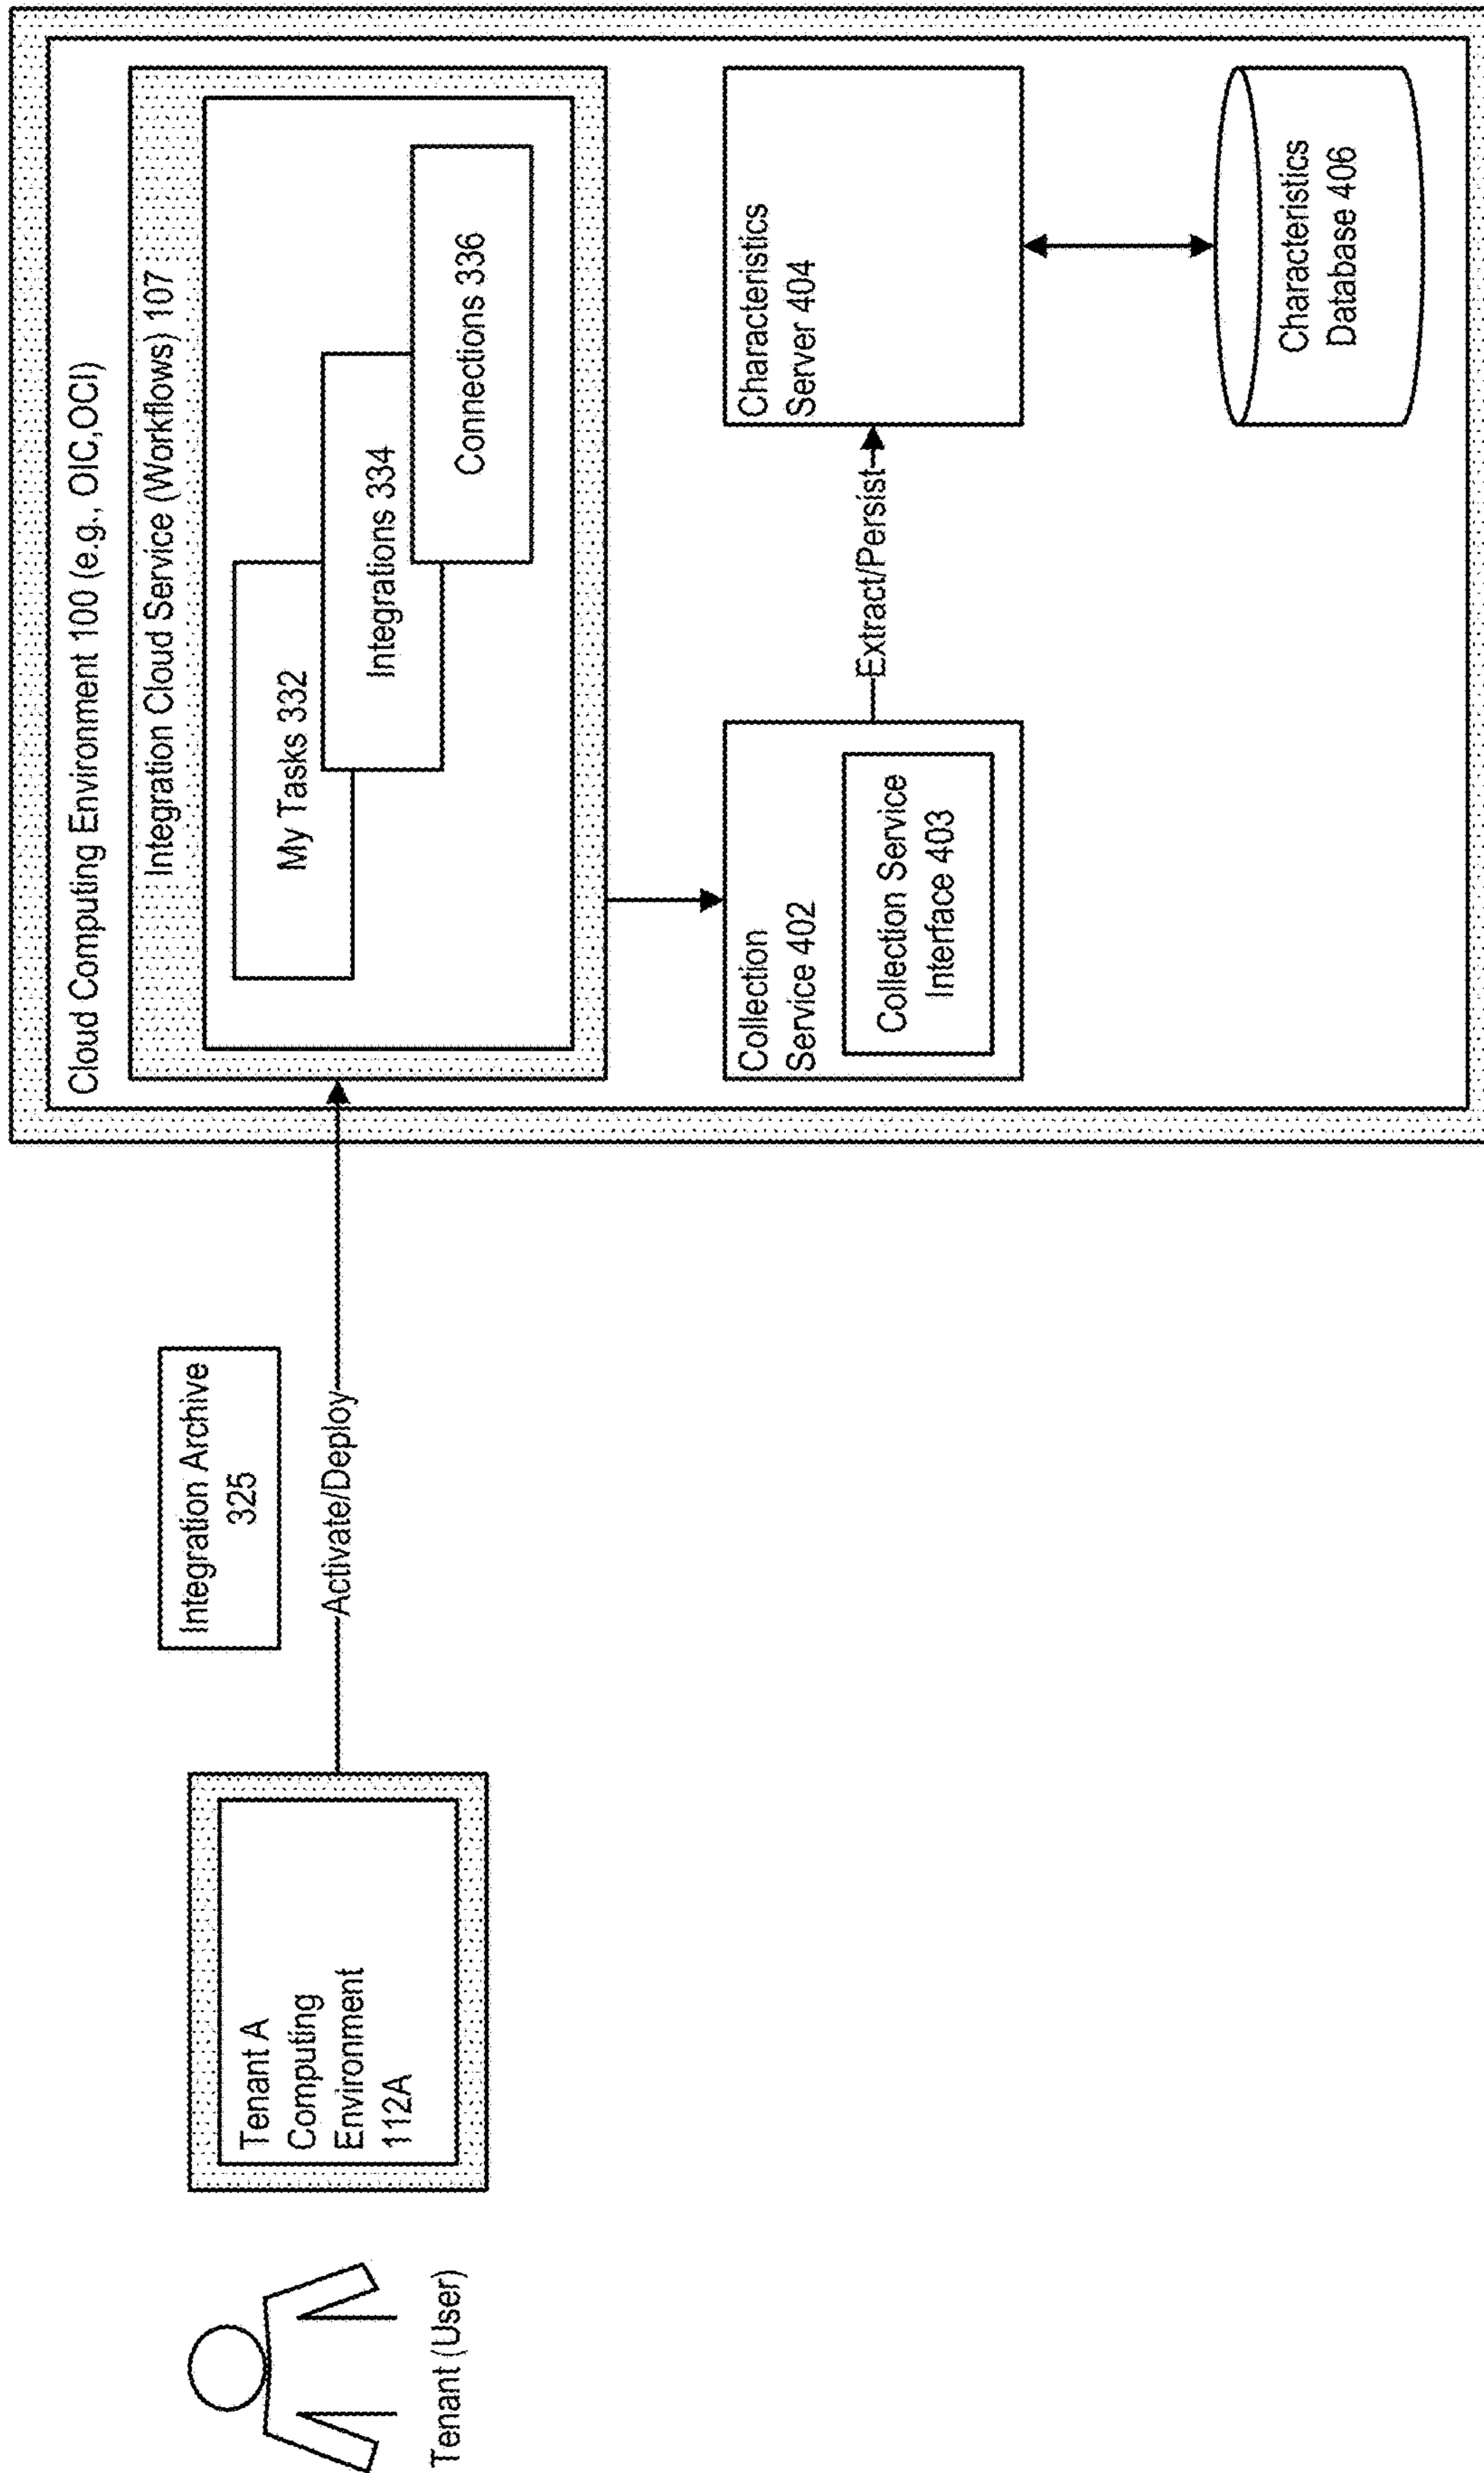 Cloud Computing Environment 100 (e.g., OIC,OCI)
Integration Cloud Service (Workflows) 107
My Tasks 332
Integrations 334
Connections 336
Integration Archive
325
Activate/Deploy
Tenant A
Computing
Environment
112A
Tenant (User)
Collection
Service 402
Collection Service
Interface 403
Extract/Persist
Characteristics
Server 404
Characteristics
Database 406